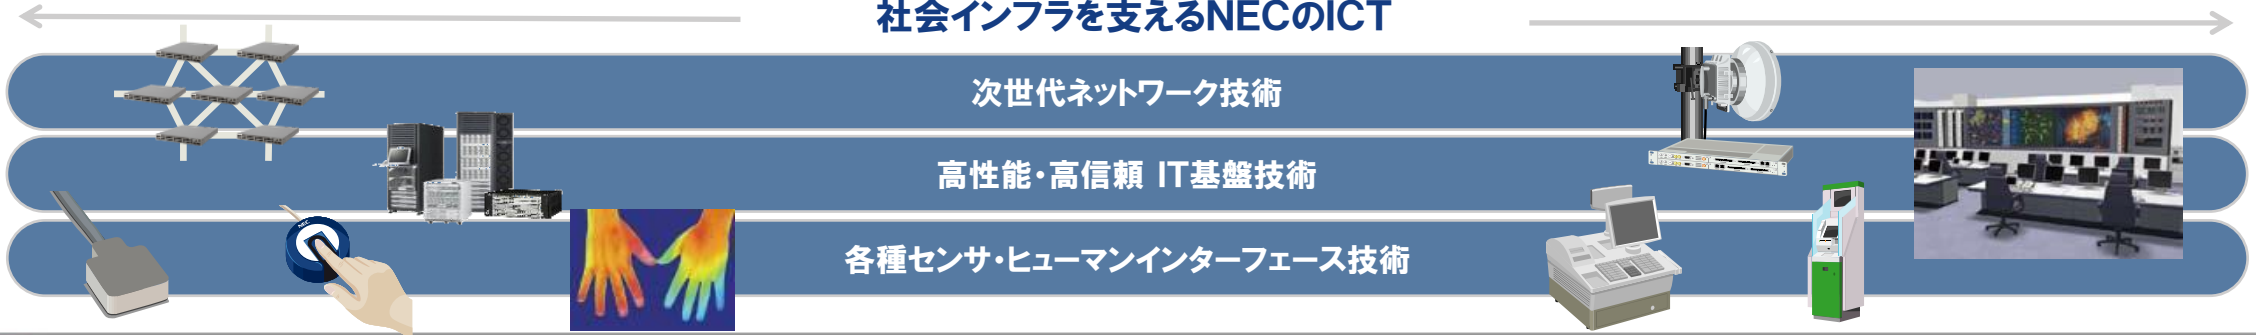 社会インフラを支えるNECのICT
次世代ネットワーク技術
高性能・高信頼 IT基盤技術
NEC
各種センサ・ヒューマンインターフェース技術